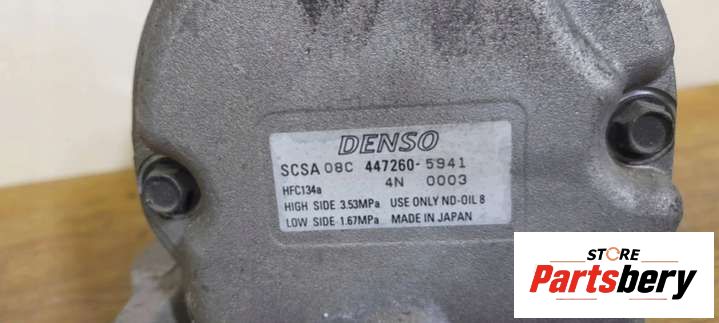 DENSO
SCSA 08C 447260-5941
HFC134a 4N 0003
HIGH SIDE 3.53MPa USE ONLY ND-OIL 8
LOW SIDE 1.67MPa MADE IN JAPAN
STORE
Partsbery